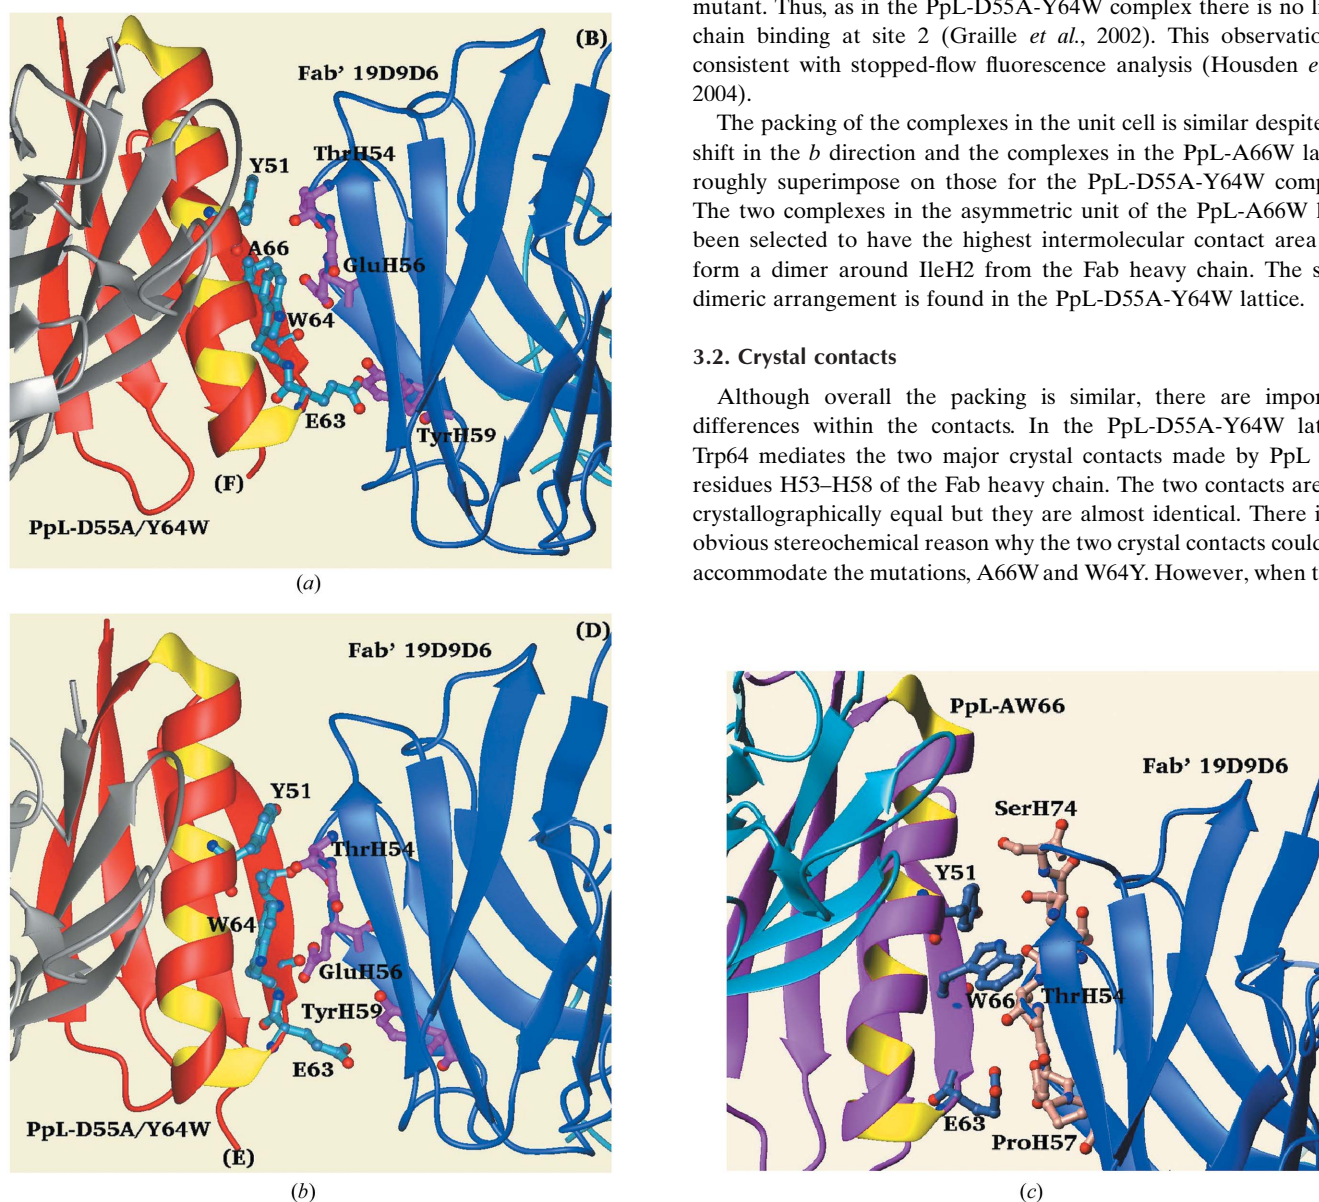 (B)
Fab' 19D9D6
ThrH54
Y51
A66
GluH56
W64
E63
TyrH59
(F)
PpL-D55A/Y64W
(a)
(D)
Fab' 19D9D6
Y51
ThrH54
W64
GluH56
TyrH59
E63
PpL-D55A/Y64W
(E)
(b)
mutant. Thus, as in the PpL-D55A-Y64W complex there is no
chain binding at site 2 (Graille et al., 2002). This
consistent with stopped-flow fluorescence analysis (Housden
2004).
The packing of the complexes in the unit cell is similar despite
shift in the b direction and the complexes in the PpL-A66W
roughly superimpose on those for the PpL-D55A-Y64W
The two complexes in the asymmetric unit of the PpL-A66W
been selected to have the highest intermolecular contact area
form a dimer around IleH2 from the Fab heavy chain. The
dimeric arrangement is found in the PpL-D55A-Y64W lattice.
3.2. Crystal contacts
Although overall the packing is similar, there are
differences within the contacts. In the PpL-D55A-Y64W
Trp64 mediates the two major crystal contacts made by PpL
residues H53–H58 of the Fab heavy chain. The two contacts are
crystallographically equal but they are almost identical. There
obvious stereochemical reason why the two crystal contacts could
accommodate the mutations, A66W and W64Y. However, when
PpL-AW66
Fab' 19D9D6
SerH74
Y51
W66
ThrH54
E63
ProH57
(c)